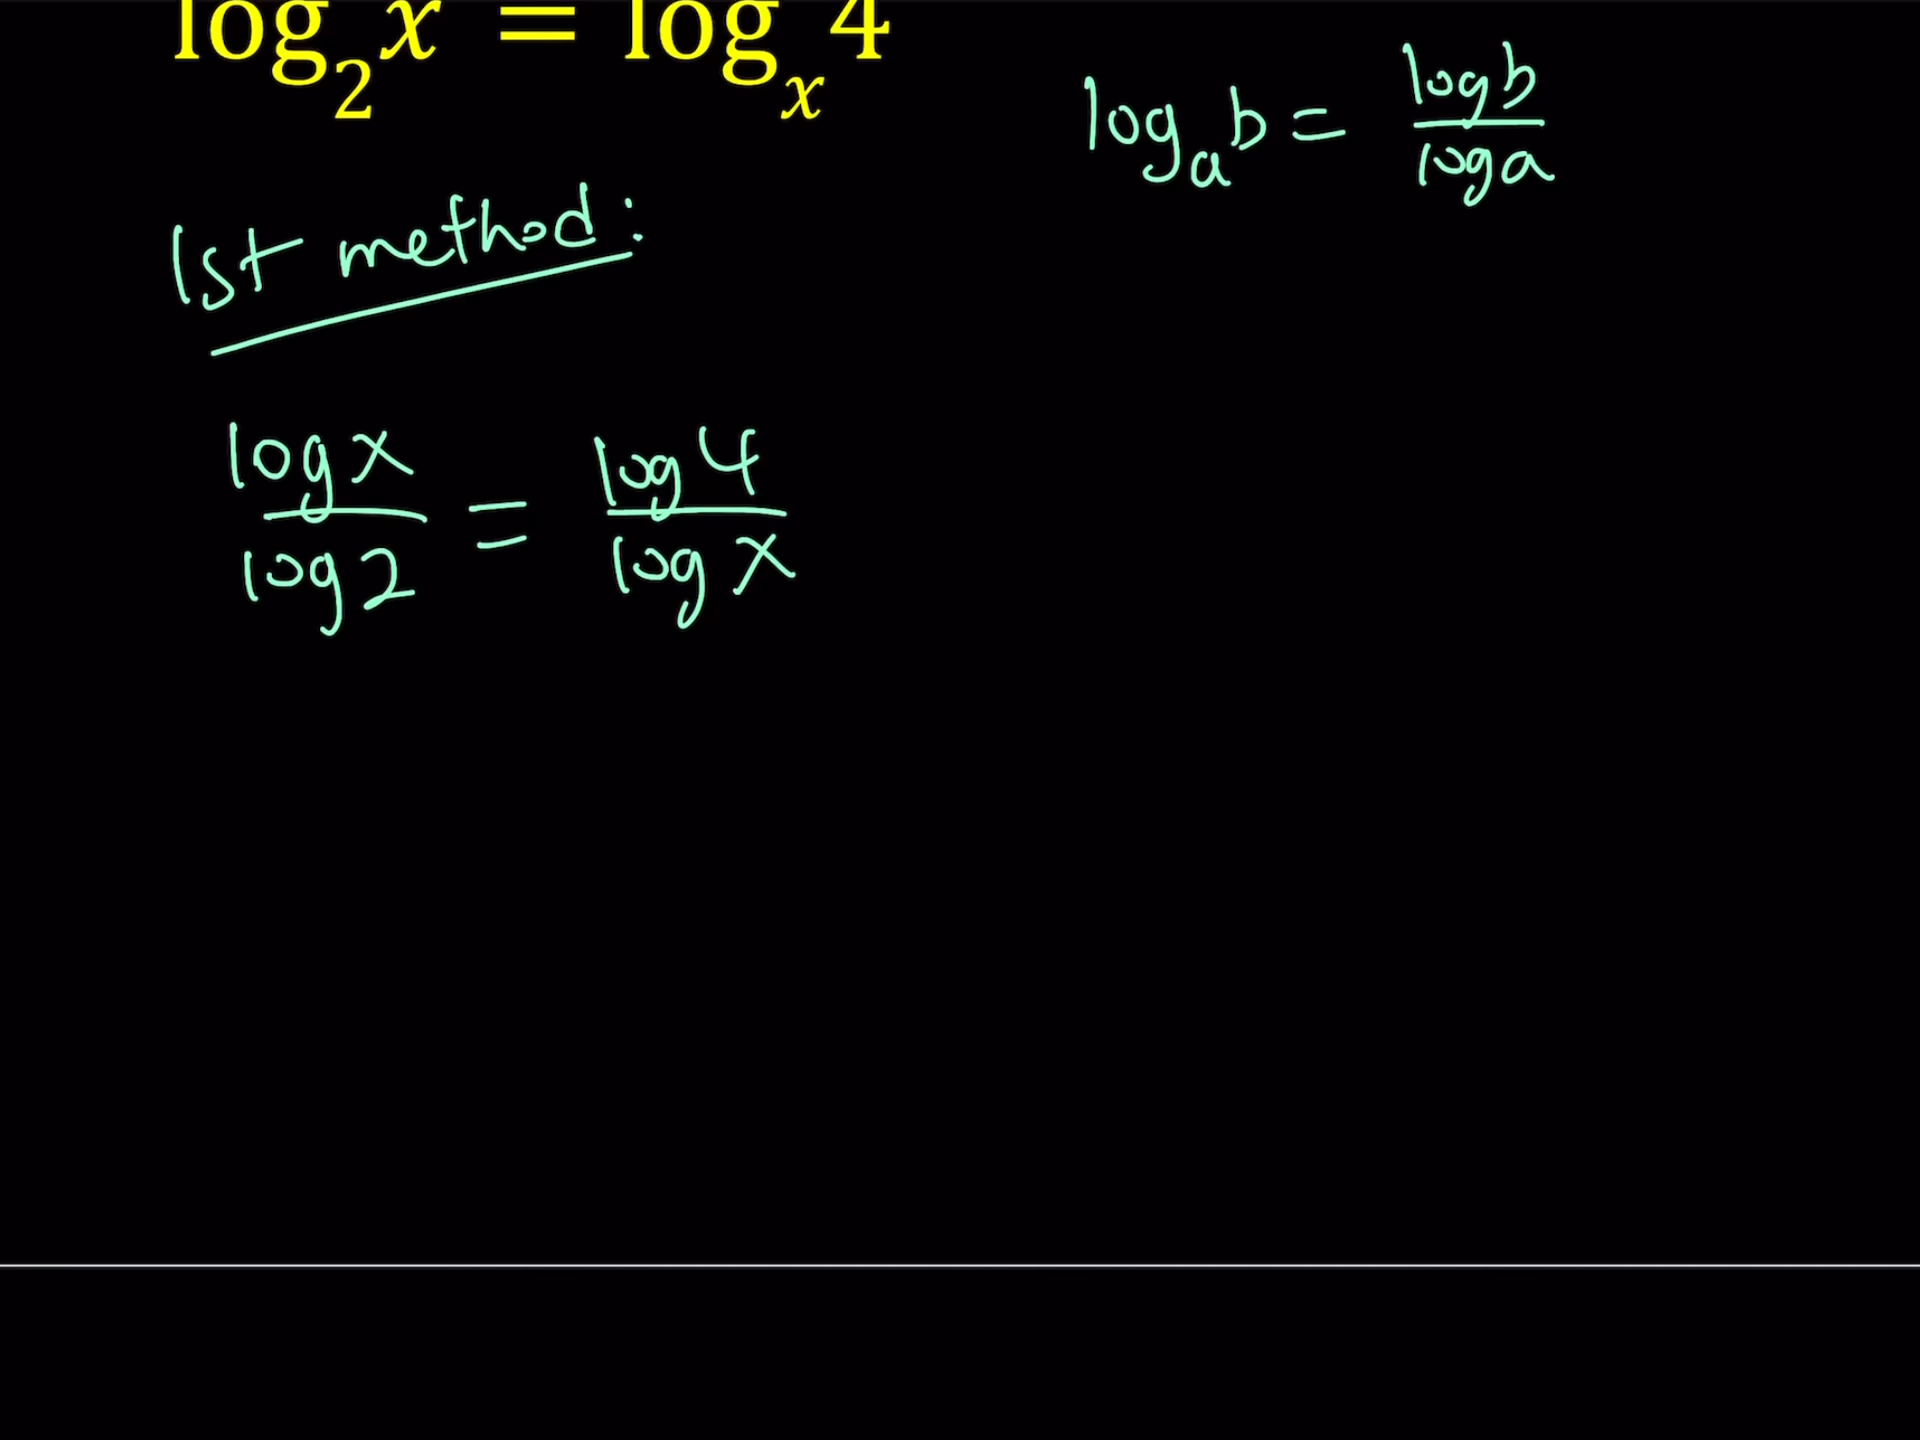 log₂x = logₓ4
logₐb = log b / log a
1st method:
log x / log 2 = log 4 / log x